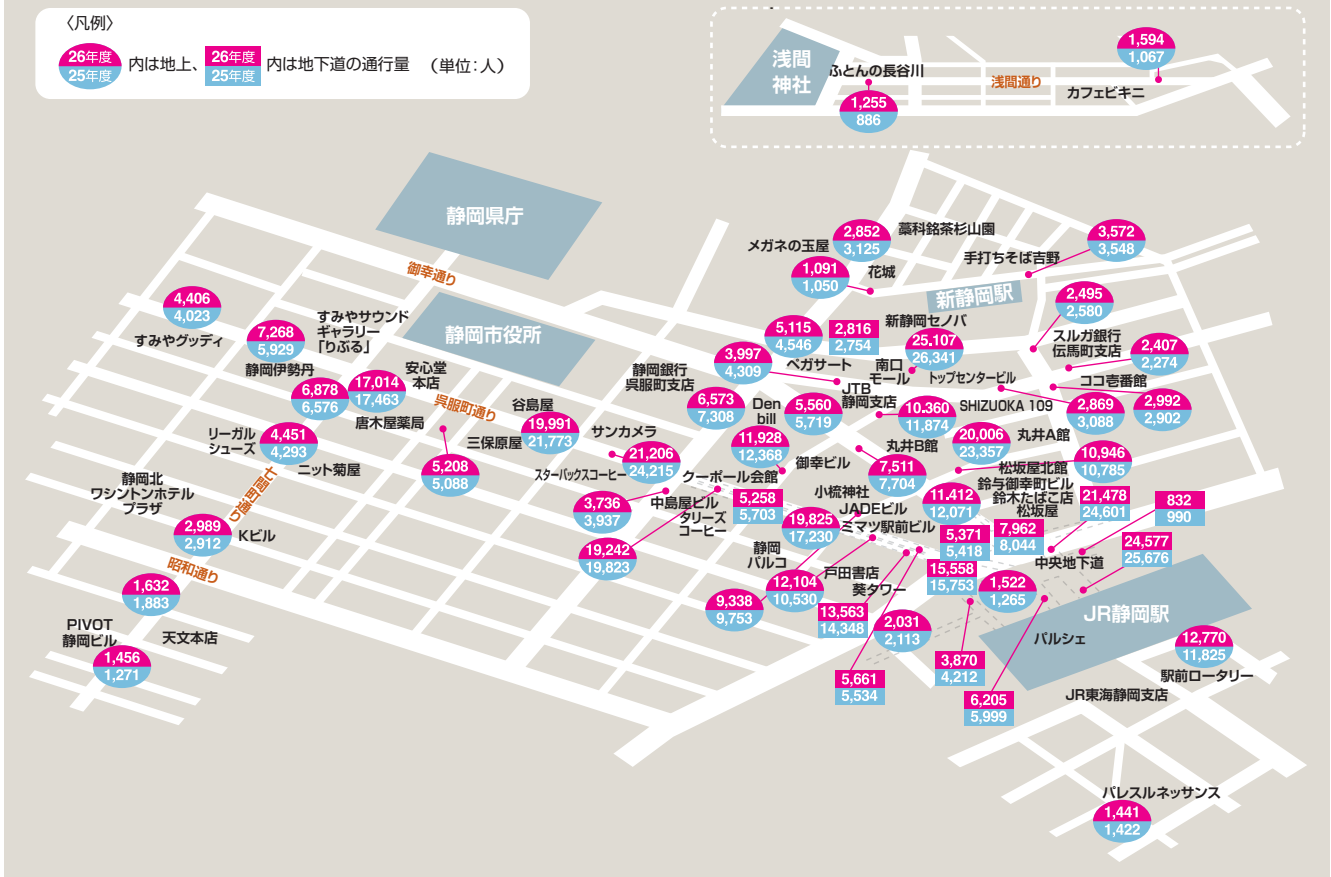 〈凡例〉
26年度
25年度
内は地上、
26年度
25年度
内は地下道の通行量 (単位：人)
浅間
神社
ふとんの長谷川
1,255
886
浅間通り
1,594
1,067
カフェビキニ
静岡県庁
御幸通り
静岡市役所
呉服町通り
七間町通り
昭和通り
新静岡駅
JR静岡駅
4,406
4,023
すみやグッディ
7,268
5,929
すみやサウンド
ギャラリー
「りぶる」
静岡伊勢丹
6,878
6,576
17,014
17,463
安心堂
本店
唐木屋薬局
リーガル
シューズ
4,451
4,293
ニット菊屋
静岡北
ワシントンホテル
プラザ
2,989
2,912
Kビル
1,632
1,883
PIVOT
静岡ビル
天文本店
1,456
1,271
5,208
5,088
谷島屋
19,991
21,773
三保原屋
サンカメラ
21,206
24,215
スターバックスコーヒー
3,736
3,937
中島屋ビル
タリーズ
コーヒー
クーポール会館
19,242
19,823
5,258
5,703
メガネの玉屋
2,852
3,125
藁科銘茶杉山園
1,091
1,050
花城
手打ちそば吉野
3,572
3,548
2,495
2,580
スルガ銀行
伝馬町支店
2,407
2,274
ココ壱番館
2,992
2,902
2,869
3,088
トップセンタービル
新静岡セノバ
25.107
26,341
南口
モール
5,115
4,546
2,816
2,754
ペガサート
3,997
4,309
JTB
静岡支店
静岡銀行
呉服町支店
6,573
7,308
Den
bill
5,560
5,719
10.360
11,874
SHIZUOKA 109
20,006
23,357
丸井A館
丸井B館
7,511
7,704
11,928
12,368
御幸ビル
松坂屋北館
10,946
10,785
鈴与御幸町ビル
鈴木たばこ店
松坂屋
11.412
12,071
21,478
24,601
832
990
7,962
8,044
5,371
5,418
中央地下道
24,577
25,676
小梳神社
JADEビル
ミマツ駅前ビル
19,825
17,230
静岡
パルコ
9,338
9,753
12,104
10,530
戸田書店
葵タワー
13,563
14,348
15,558
15,753
1,522
1,265
2,031
2,113
5,661
5,534
3,870
4,212
6,205
5,999
パルシェ
12,770
11,825
駅前ロータリー
JR東海静岡支店
パレスルネッサンス
1,441
1,422